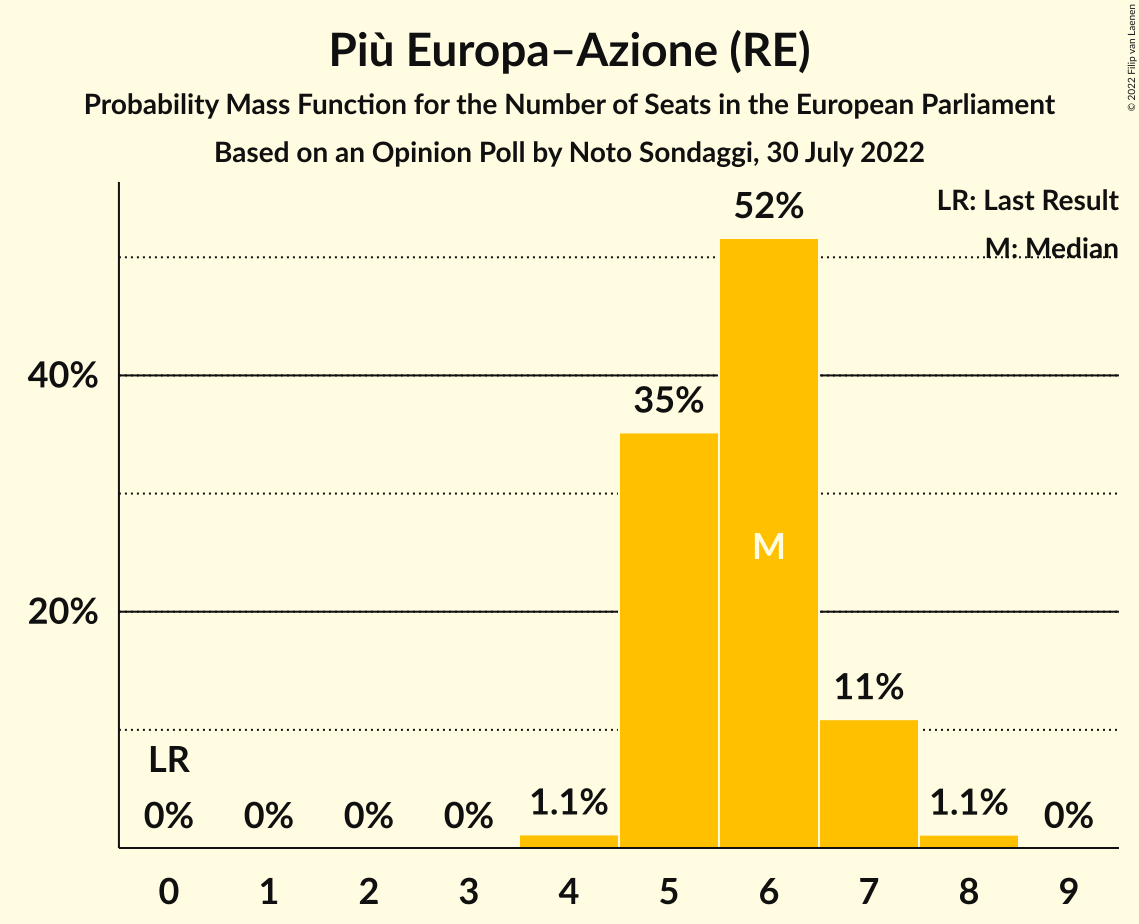 Più Europa–Azione (RE)
Probability Mass Function for the Number of Seats in the European Parliament
Based on an Opinion Poll by Noto Sondaggi, 30 July 2022
© 2022 Filip van Laenen
LR: Last Result
M: Median
52%
40%
35%
M
20%
11%
LR
0%
0%
0%
0%
1.1%
1.1%
0%
0
1
2
3
4
5
6
7
8
9